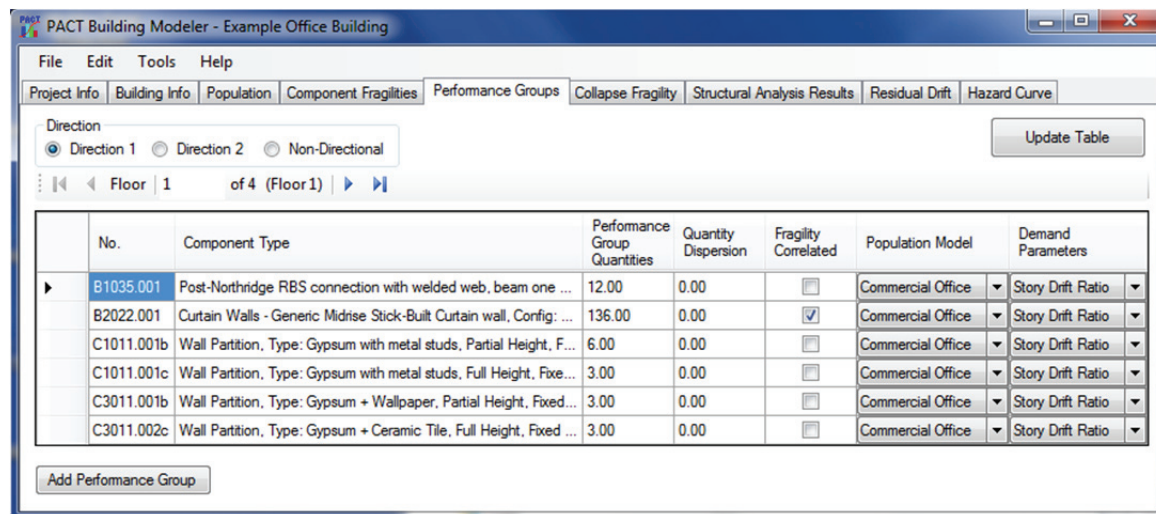 PACT PACT Building Modeler - Example Office Building
File Edit Tools Help
Project Info Building Info Population Component Fragilities Performance Groups Collapse Fragility Structural Analysis Results Residual Drift Hazard Curve
Direction
Direction 1 Direction 2 Non-Directional
Update Table
Floor 1 of 4 (Floor 1)
No. Component Type Performance Group Quantities Quantity Dispersion Fragility Correlated Population Model Demand Parameters
B1035.001 Post-Northridge RBS connection with welded web, beam one ... 12.00 0.00 Commercial Office Story Drift Ratio
B2022.001 Curtain Walls - Generic Midrise Stick-Built Curtain wall, Config: ... 136.00 0.00 Commercial Office Story Drift Ratio
C1011.001b Wall Partition, Type: Gypsum with metal studs, Partial Height, F... 6.00 0.00 Commercial Office Story Drift Ratio
C1011.001c Wall Partition, Type: Gypsum with metal studs, Full Height, Fixe... 3.00 0.00 Commercial Office Story Drift Ratio
C3011.001b Wall Partition, Type: Gypsum + Wallpaper, Partial Height, Fixed... 3.00 0.00 Commercial Office Story Drift Ratio
C3011.002c Wall Partition, Type: Gypsum + Ceramic Tile, Full Height, Fixed ... 3.00 0.00 Commercial Office Story Drift Ratio
Add Performance Group